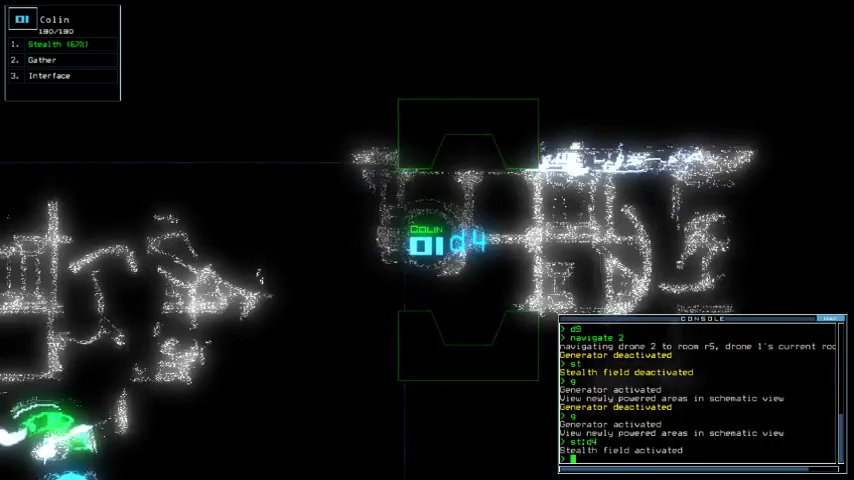 01 Colin
180/180
1. Stealth (67%)
2. Gather
3. Interface
COLIN
01 d4
CONSOLE
> d9
> navigate 2
navigating drone 2 to room r5, drone 1's current roo
Generator deactivated
> st
Stealth field deactivated
> g
Generator activated
View newly powered areas in schematic view
Generator deactivated
> g
Generator activated
View newly powered areas in schematic view
> st;d4
Stealth field activated
>